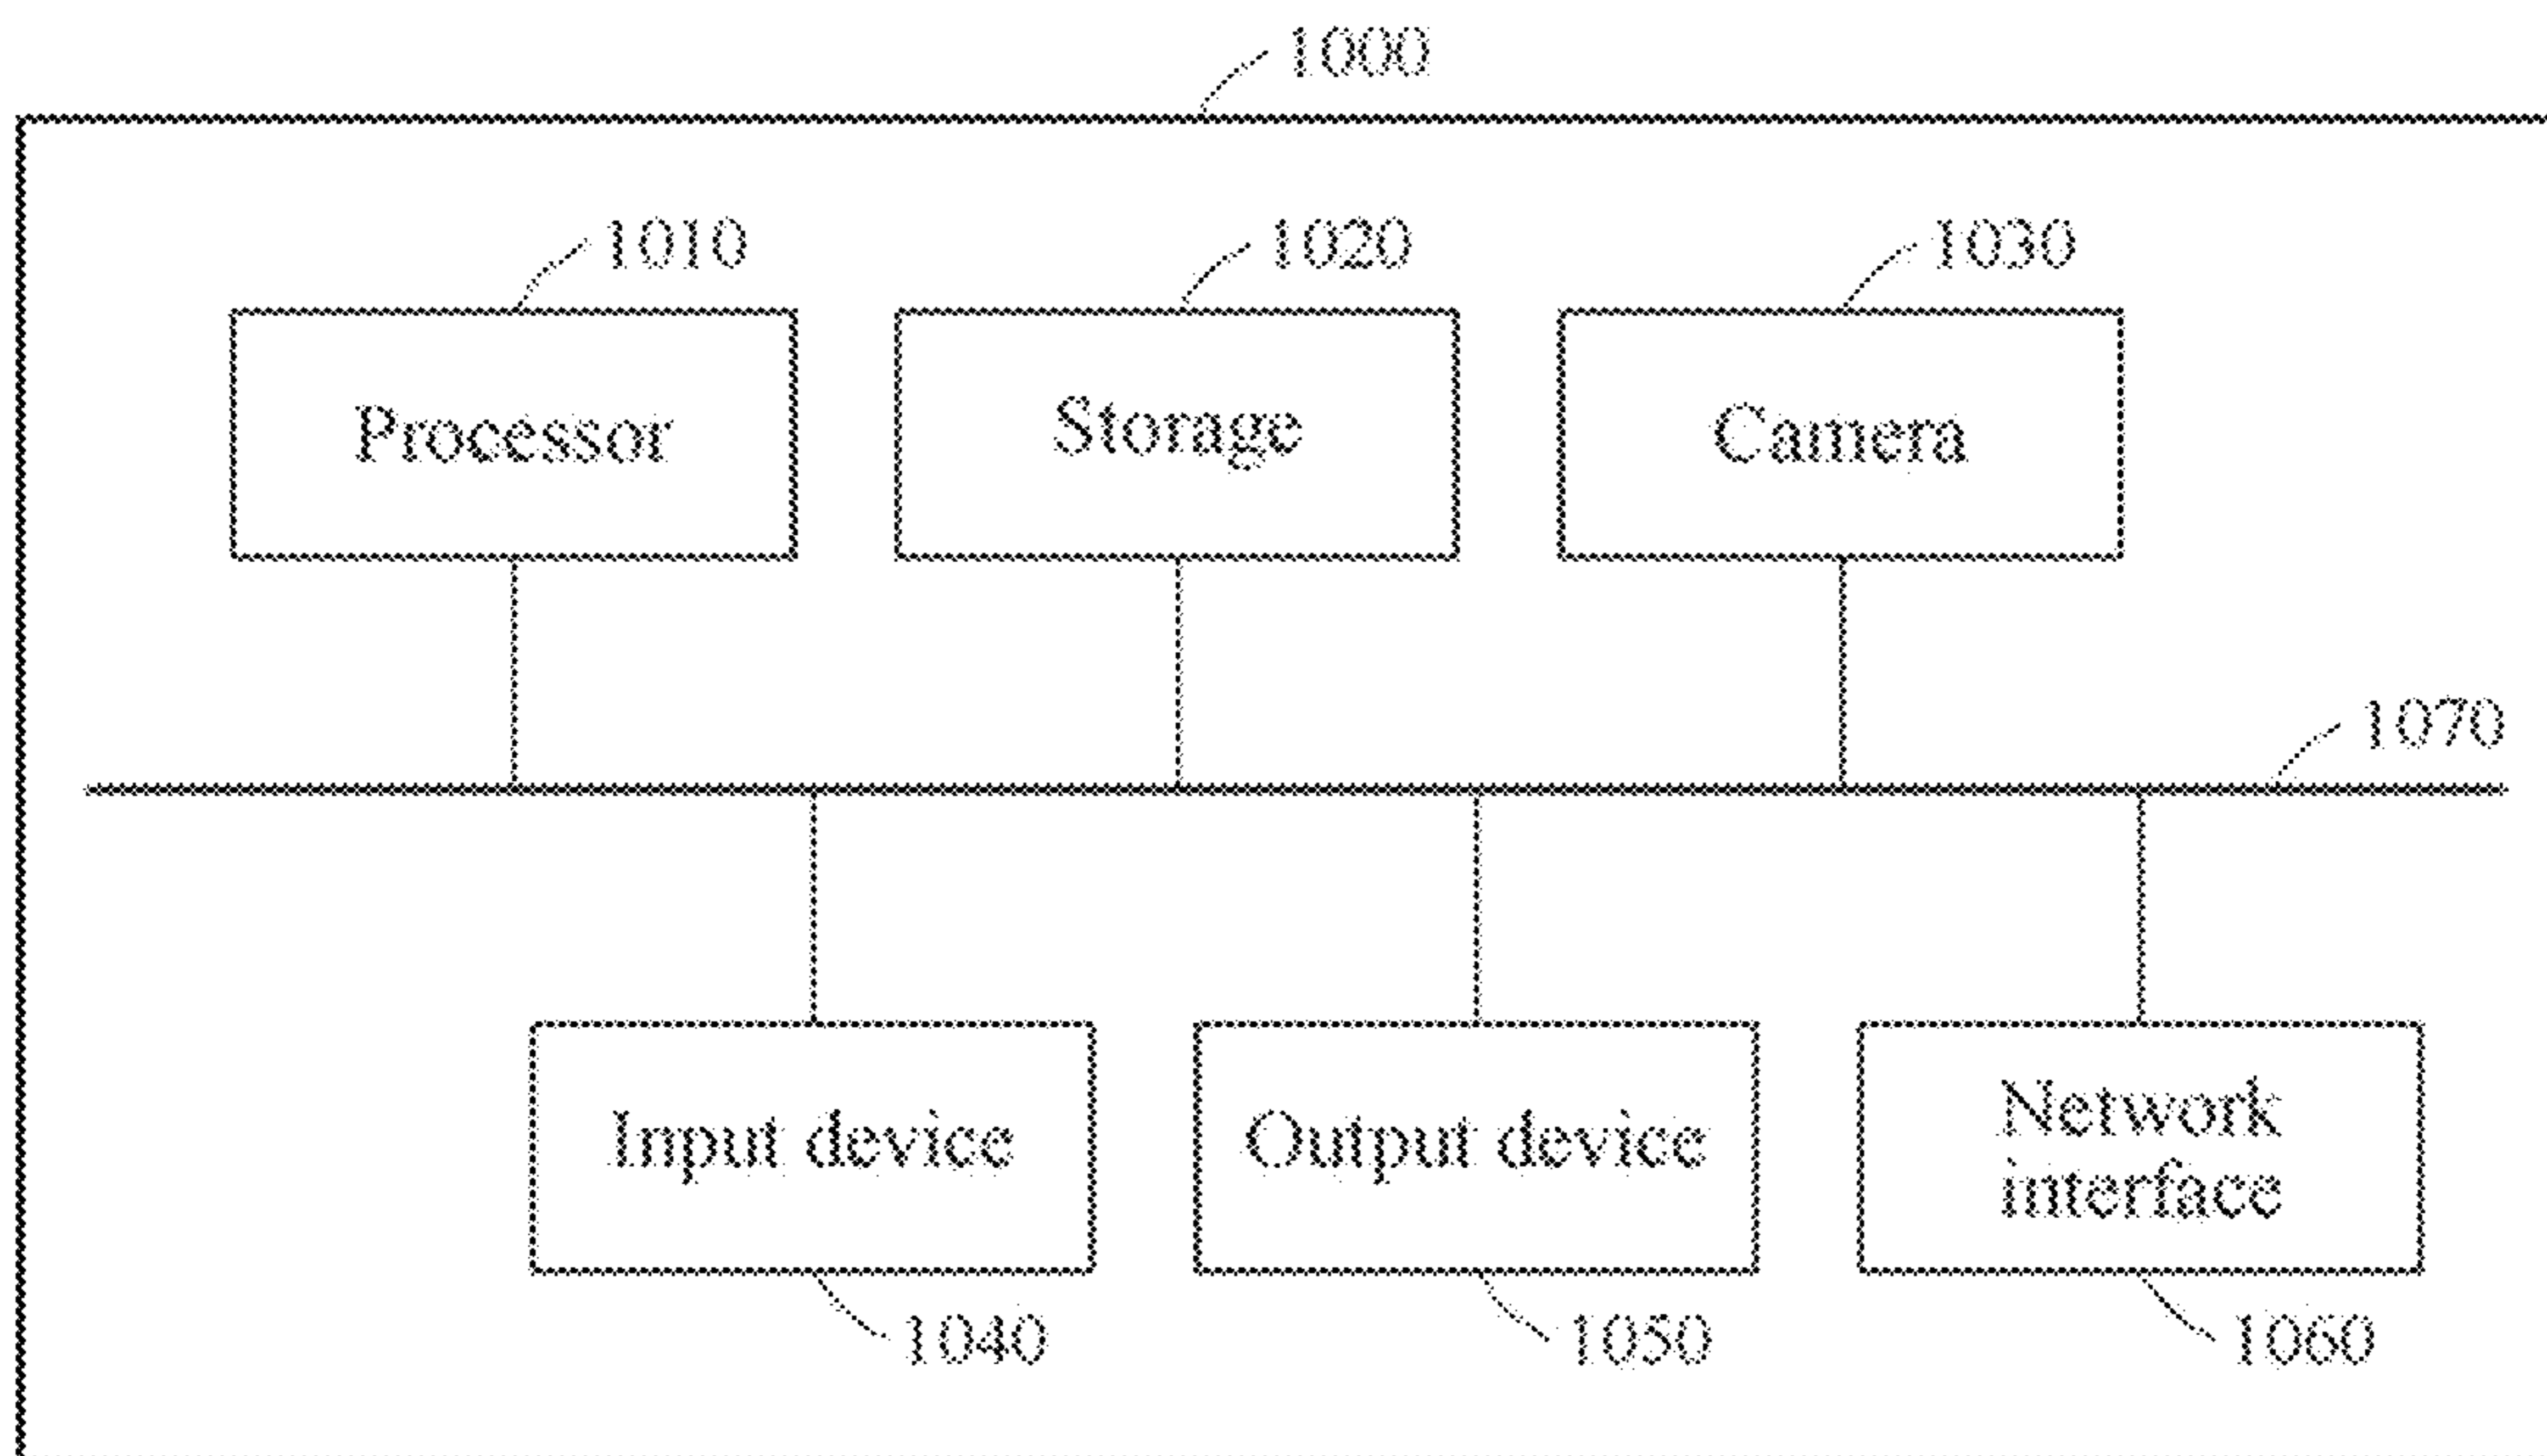 1000
1010
1020
1030
Processor
Storage
Camera
1070
Input device
Output device
Network
interface
1040
1050
1060